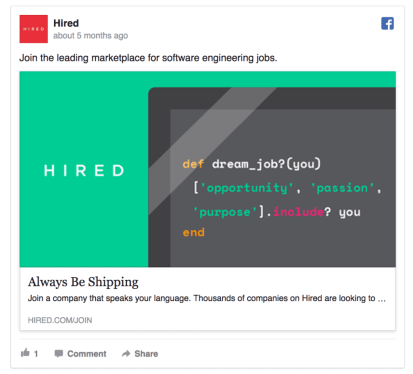 HIRED
Hired
about 5 months ago
Join the leading marketplace for software engineering jobs.
HIRED
def dream_job?(you)
['opportunity', 'passion',
'purpose'].include? you
end
Always Be Shipping
Join a company that speaks your language. Thousands of companies on Hired are looking to ...
HIRED.COM/JOIN
1 Comment Share